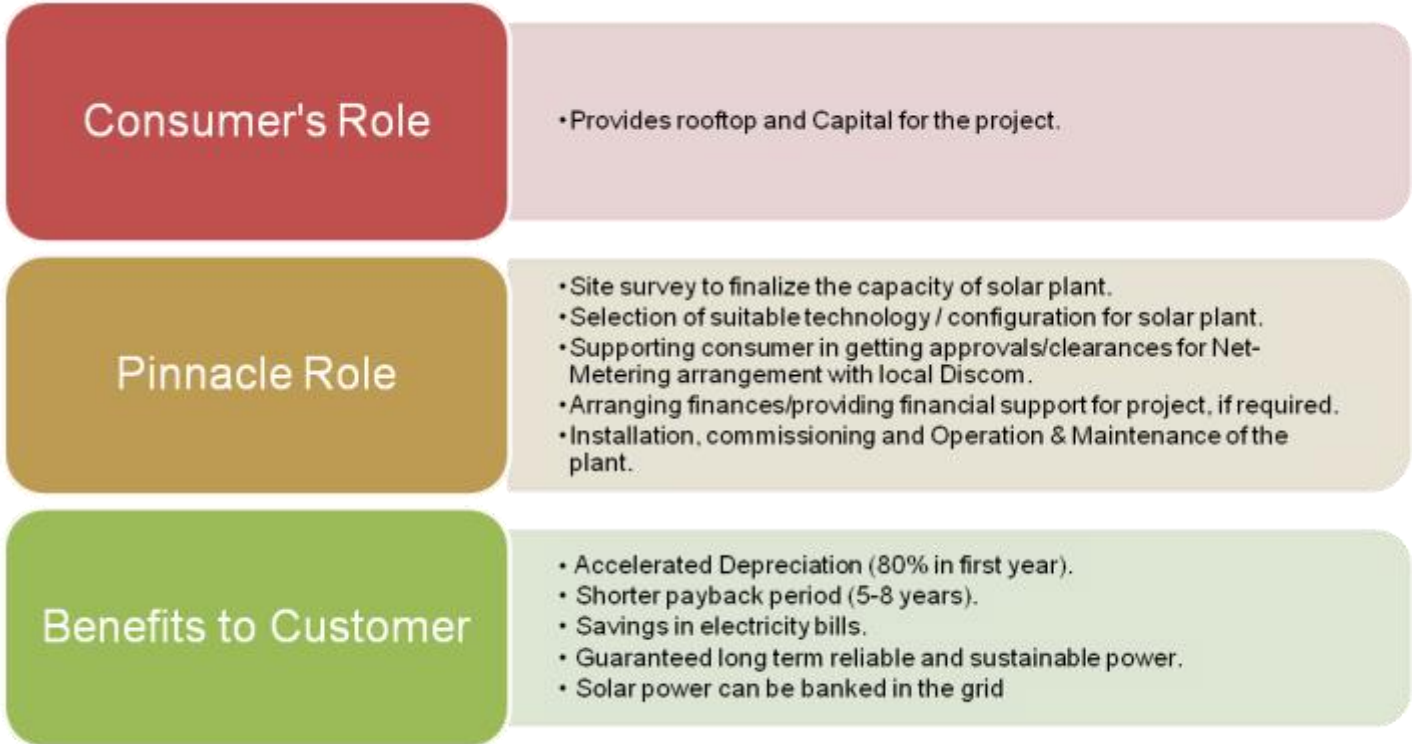 Consumer's Role
•Provides rooftop and Capital for the project.
Pinnacle Role
•Site survey to finalize the capacity of solar plant.
•Selection of suitable technology / configuration for solar plant.
•Supporting consumer in getting approvals/clearances for Net-
Metering arrangement with local Discom.
•Arranging finances/providing financial support for project, if required.
•Installation, commissioning and Operation & Maintenance of the
plant.
Benefits to Customer
• Accelerated Depreciation (80% in first year).
• Shorter payback period (5-8 years).
• Savings in electricity bills.
• Guaranteed long term reliable and sustainable power.
• Solar power can be banked in the grid